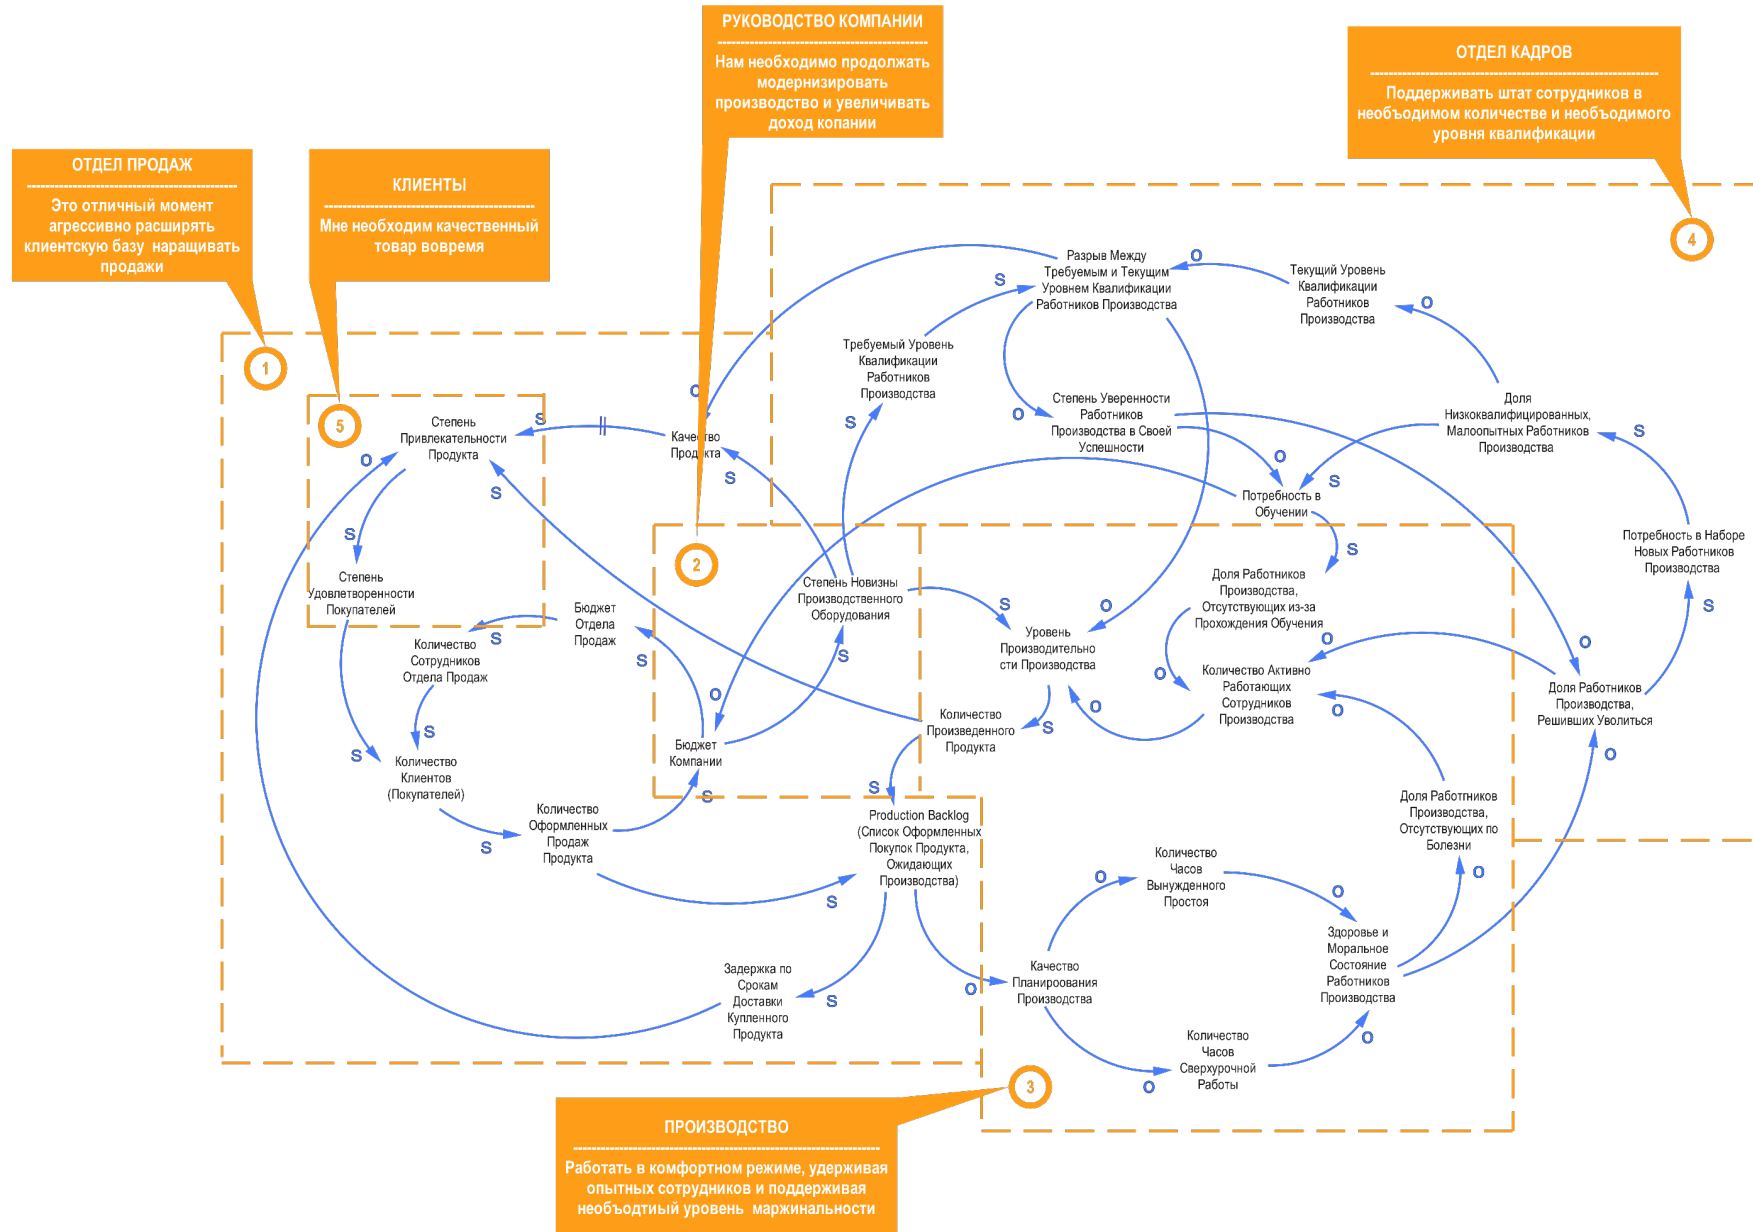 РУКОВОДСТВО КОМПАНИИ
Нам необходимо продолжать
модернизировать
производство и увеличивать
доход копании
ОТДЕЛ КАДРОВ
Поддерживать штат сотрудников в
необъодимом количестве и необъодимого
уровня квалификации
4
ОТДЕЛ ПРОДАЖ
Это отличный момент
агрессивно расширять
клиентскую базу наращивать
продажи
1
КЛИЕНТЫ
Мне необходим качественный
товар вовремя
5
Разрыв Между
Требуемым и Текущим
Уровнем Квалификации
Работников Производства
Текущий Уровень
Квалификации
Работников
Производства
Требуемый Уровень
Квалификации
Работников
Производства
Степень Уверенности
Работников
Производства в Своей
Успешности
Доля
Низкоквалифицированных,
Малоопытных Работников
Производства
Степень
Привлекательности
Продукта
Качество
Продукта
Потребность в
Обучении
Потребность в Наборе
Новых Работников
Производства
2
Степень
Удовлетворенности
Покупателей
Степень Новизны
Производственного
Оборудования
Доля Работников
Производства,
Отсутствующих из-за
Прохождения Обучения
Бюджет
Отдела
Продаж
Количество
Сотрудников
Отдела Продаж
Уровень
Производительно
сти Производства
Количество Активно
Работающих
Сотрудников
Производства
Доля Работников
Производства,
Решивших Уволиться
Количество
Произведенного
Продукта
Бюджет
Компании
Количество
Клиентов
(Покупателей)
Количество
Оформленных
Продаж
Продукта
Production Backlog
(Список Оформленных
Покупок Продукта,
Ожидающих
Производства)
Доля Работгников
Производства,
Отсутствующих по
Болезни
Количество
Часов
Вынужденного
Простоя
Здоровье и
Моральное
Состояние
Работников
Производства
Задержка по
Срокам
Доставки
Купленного
Продукта
Качество
Планироования
Производства
Количество
Часов
Сверхурочной
Работы
3
ПРОИЗВОДСТВО
Работать в комфортном режиме, удерживая
опытных сотрудников и поддерживая
необъодтиый уровень маржинальности
O
S
O
O
O
S
O
S
S
O
S
S
S
O
S
S
O
S
S
S
O
O
S
S
S
O
O
O
S
O
S
S
S
O
S
S
O
S
O
O
O
S
O
O
O